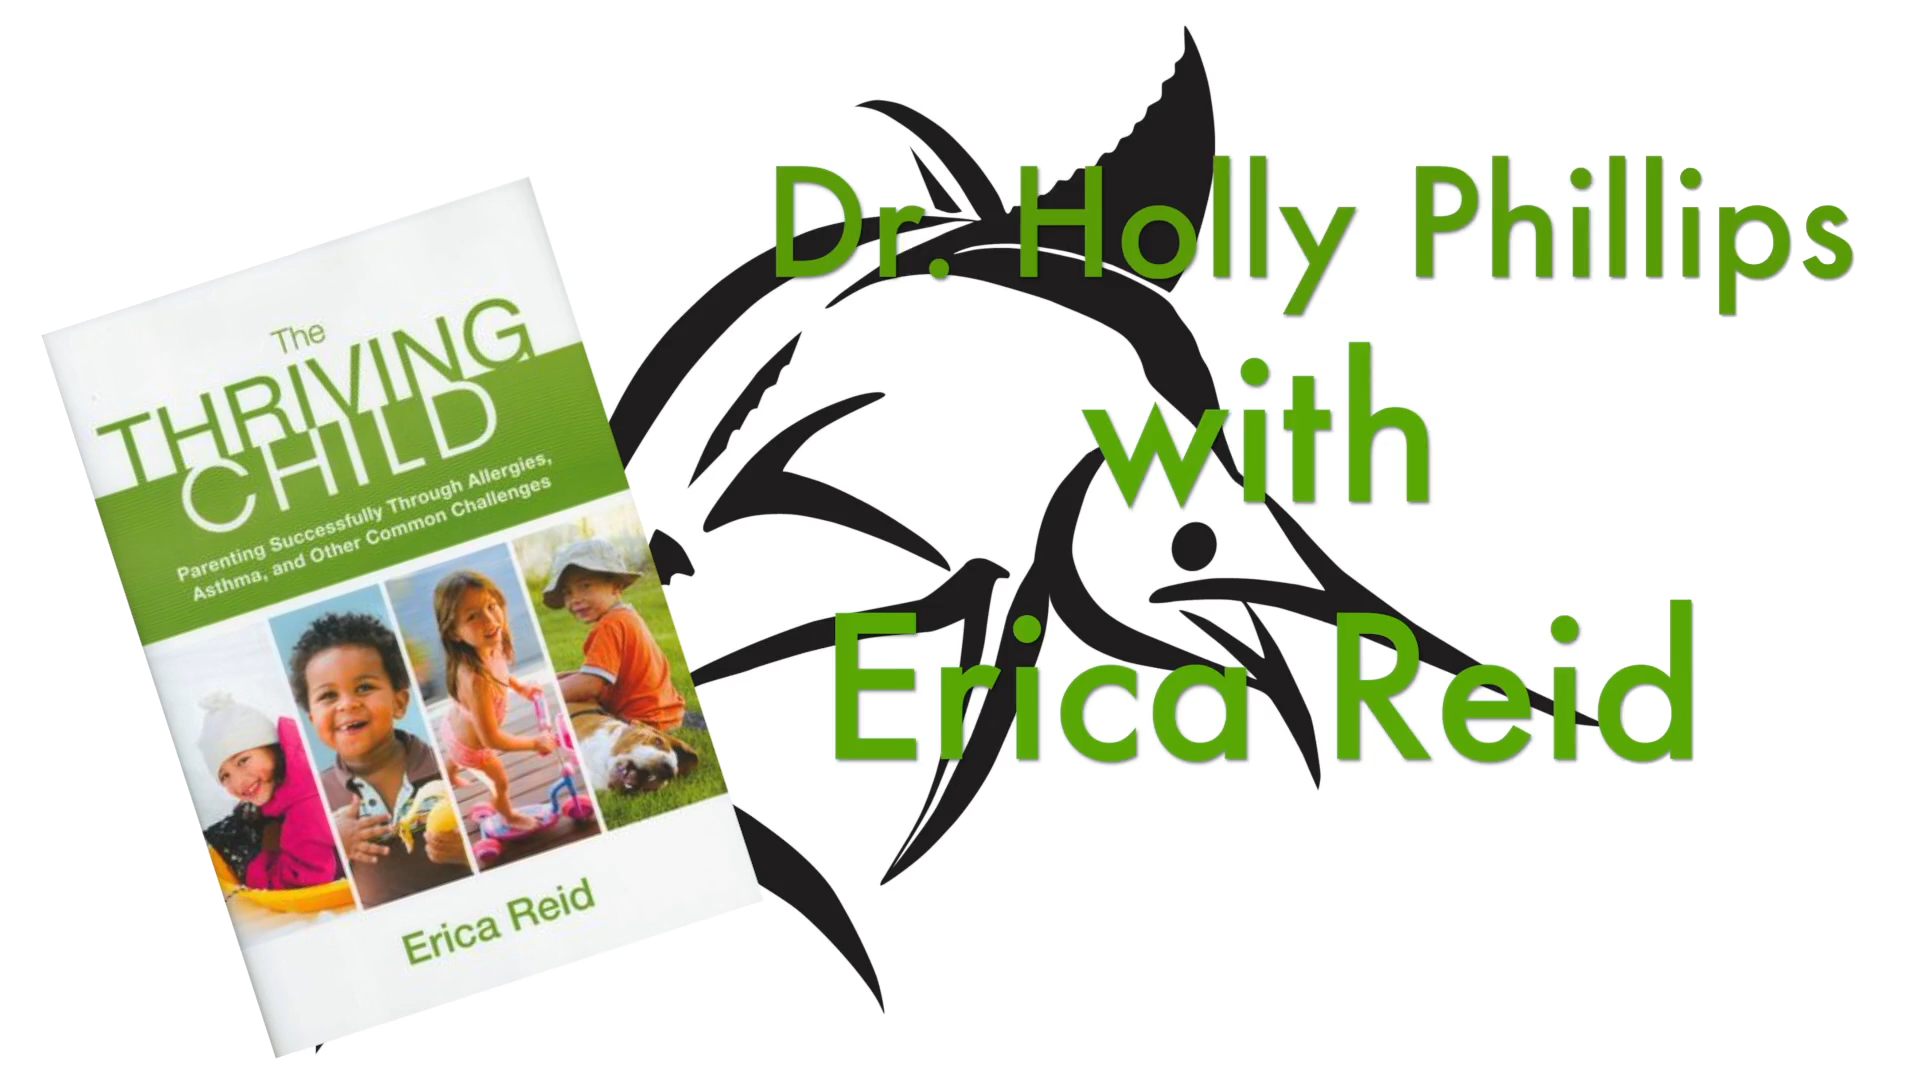 The
THRIVING
CHILD
Parenting Successfully Through Allergies,
Asthma, and Other Common Challenges
Erica Reid
Dr. Holly Phillips
with
Erica Reid